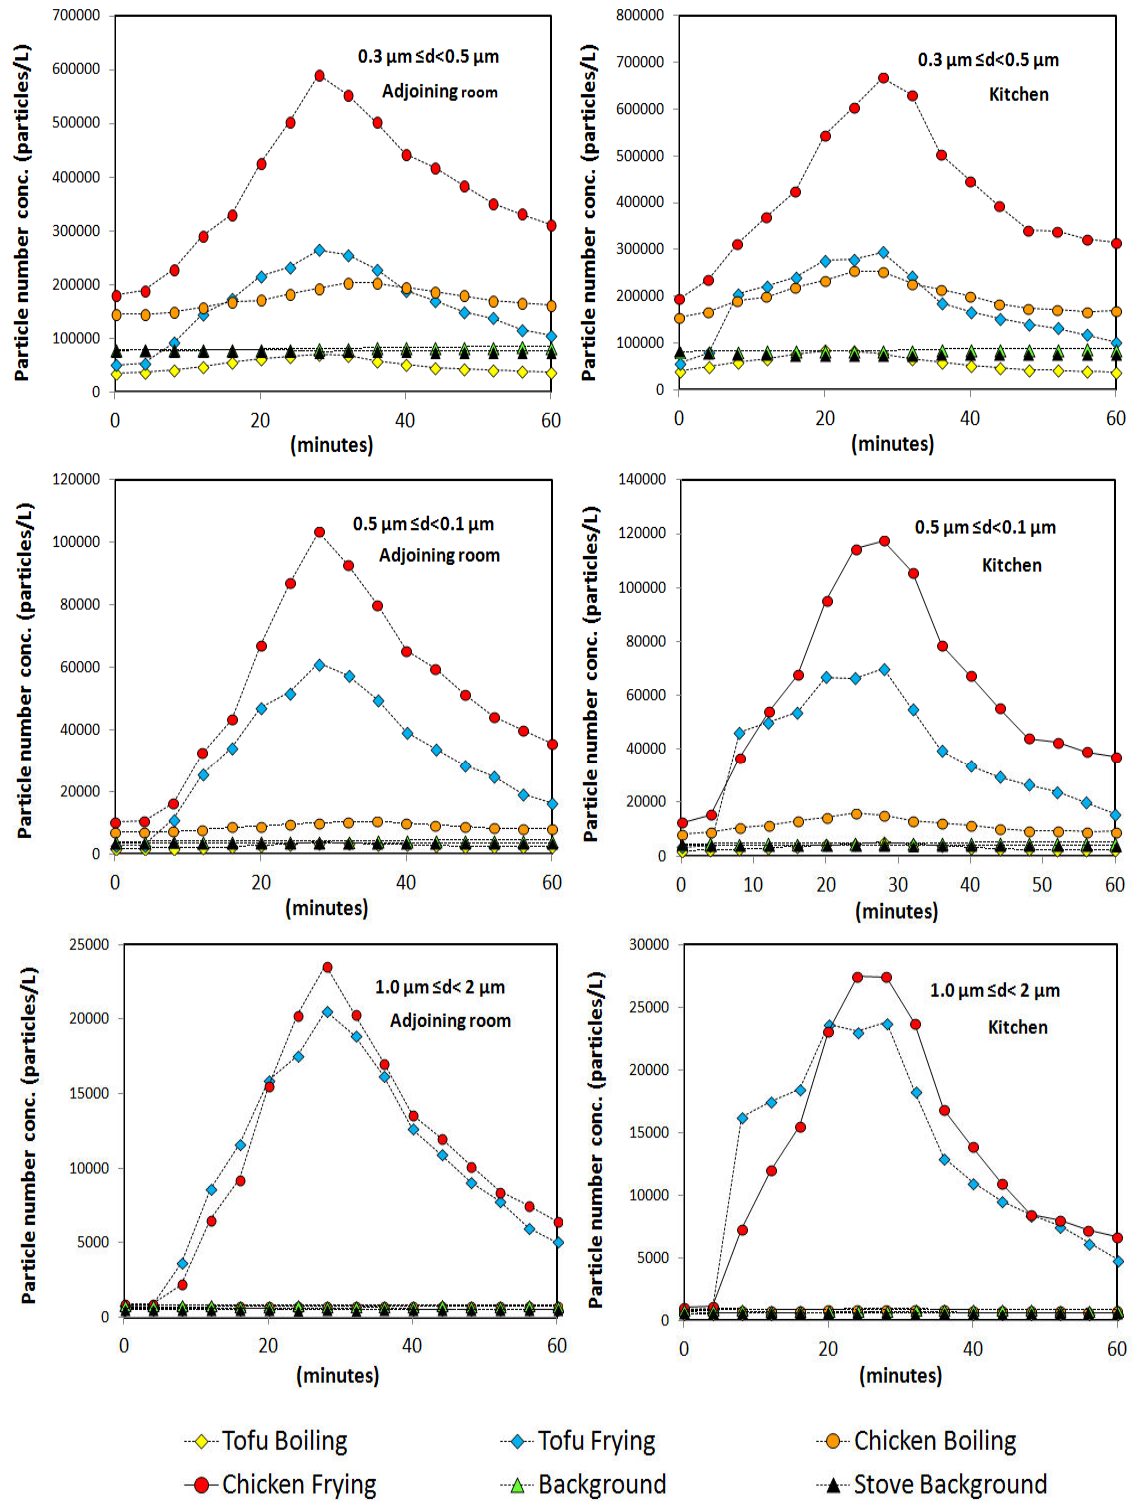 Particle number conc. (particles/L)
700000
600000
500000
400000
300000
200000
100000
0
0.3 µm ≤d<0.5 µm
Adjoining room
0 20 40 60
(minutes)
Particle number conc. (particles/L)
800000
700000
600000
500000
400000
300000
200000
100000
0
0.3 µm ≤d<0.5 µm
Kitchen
0 20 40 60
(minutes)
Particle number conc. (particles/L)
120000
100000
80000
60000
40000
20000
0
0.5 µm ≤d<0.1 µm
Adjoining room
0 20 40 60
(minutes)
Particle number conc. (particles/L)
140000
120000
100000
80000
60000
40000
20000
0
0.5 µm ≤d<0.1 µm
Kitchen
0 10 20 30 40 50 60
(minutes)
Particle number conc. (particles/L)
25000
20000
15000
10000
5000
0
1.0 µm ≤d< 2 µm
Adjoining room
0 20 40 60
(minutes)
Particle number conc. (particles/L)
30000
25000
20000
15000
10000
5000
0
1.0 µm ≤d< 2 µm
Kitchen
0 20 40 60
(minutes)
Tofu Boiling Tofu Frying Chicken Boiling
Chicken Frying Background Stove Background